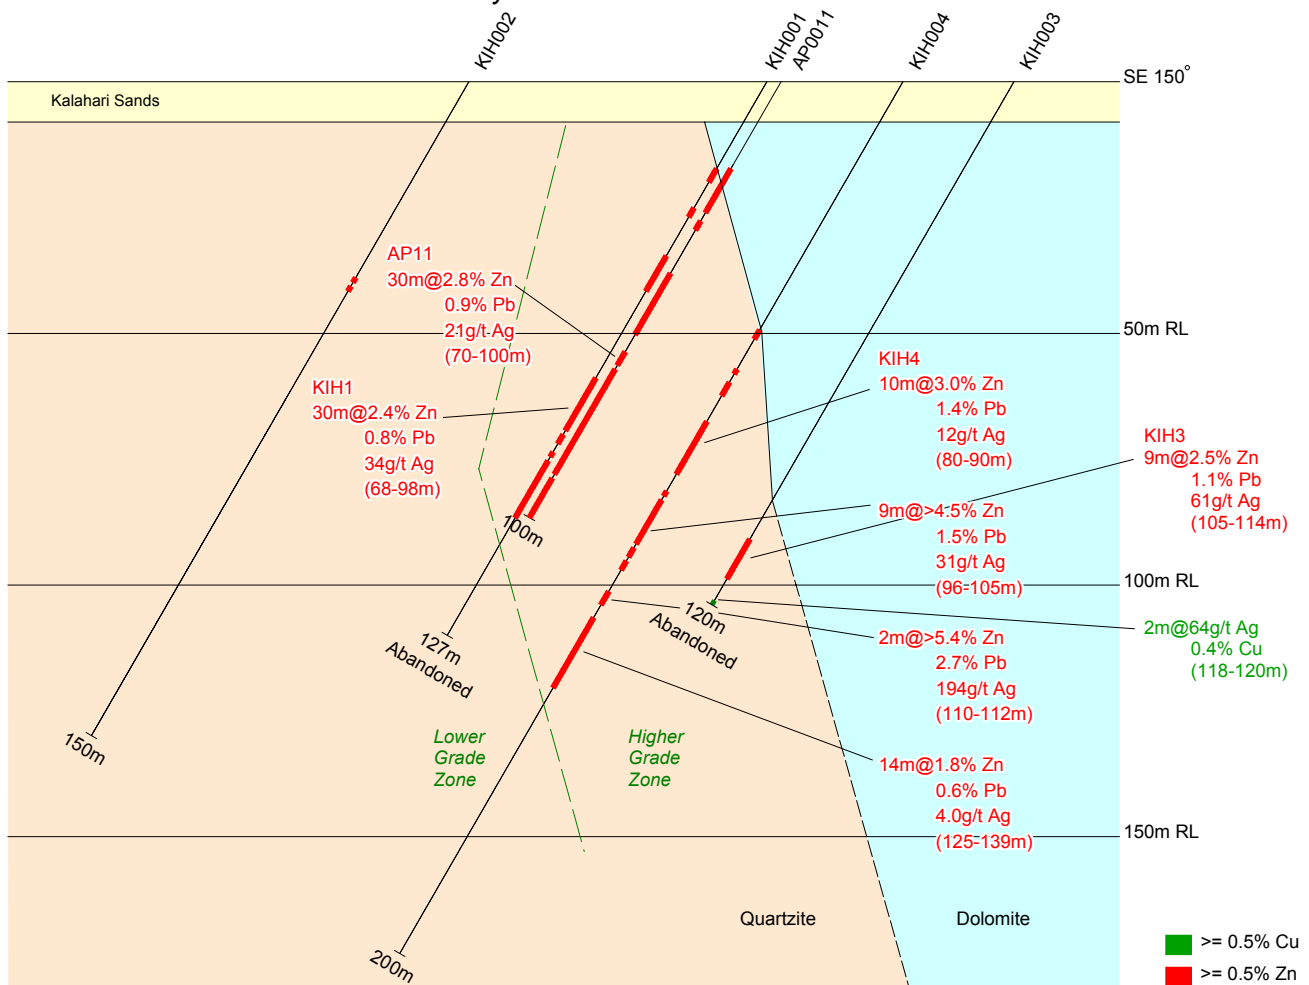 KIH002
KIH001
AP0011
KIH004
KIH003
SE 150°
Kalahari Sands
AP11
30m@2.8% Zn
0.9% Pb
21g/t Ag
(70-100m)
50m RL
KIH1
30m@2.4% Zn
0.8% Pb
34g/t Ag
(68-98m)
KIH4
10m@3.0% Zn
1.4% Pb
12g/t Ag
(80-90m)
KIH3
9m@2.5% Zn
1.1% Pb
61g/t Ag
(105-114m)
9m@>4.5% Zn
1.5% Pb
31g/t Ag
(96-105m)
100m
100m RL
120m
Abandoned
127m
Abandoned
2m@64g/t Ag
0.4% Cu
(118-120m)
2m@>5.4% Zn
2.7% Pb
194g/t Ag
(110-112m)
150m
Lower
Grade
Zone
Higher
Grade
Zone
14m@1.8% Zn
0.6% Pb
4.0g/t Ag
(125-139m)
150m RL
Quartzite
Dolomite
200m
>= 0.5% Cu
>= 0.5% Zn